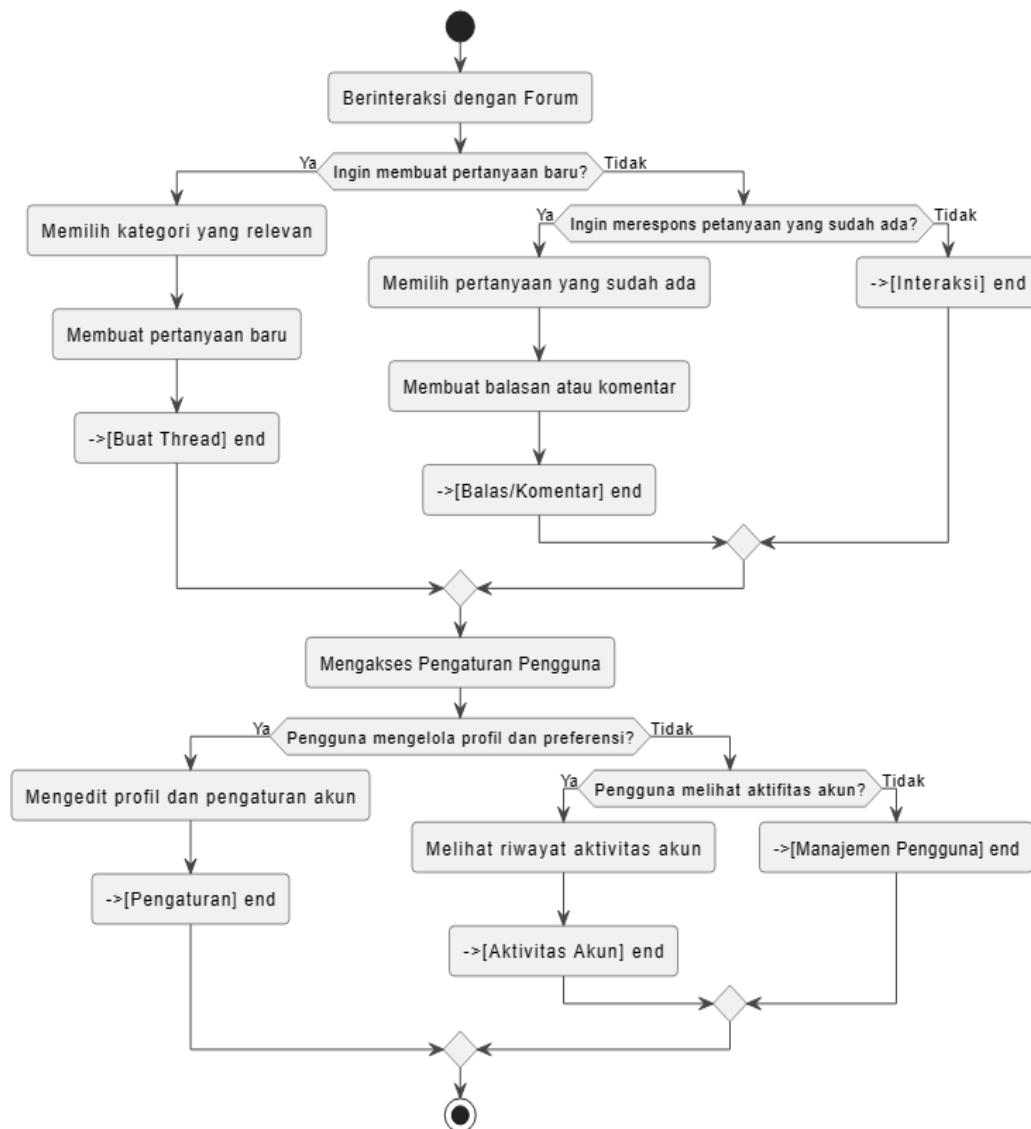 Berinteraksi dengan Forum
Ya
Ingin membuat pertanyaan baru?
Tidak
Memilih kategori yang relevan
Ya
Ingin merespons petanyaan yang sudah ada?
Tidak
Memilih pertanyaan yang sudah ada
->[Interaksi] end
Membuat pertanyaan baru
Membuat balasan atau komentar
->[Buat Thread] end
->[Balas/Komentar] end
Mengakses Pengaturan Pengguna
Ya
Pengguna mengelola profil dan preferensi?
Tidak
Mengedit profil dan pengaturan akun
Ya
Pengguna melihat aktifitas akun?
Tidak
Melihat riwayat aktivitas akun
->[Manajemen Pengguna] end
->[Pengaturan] end
->[Aktivitas Akun] end